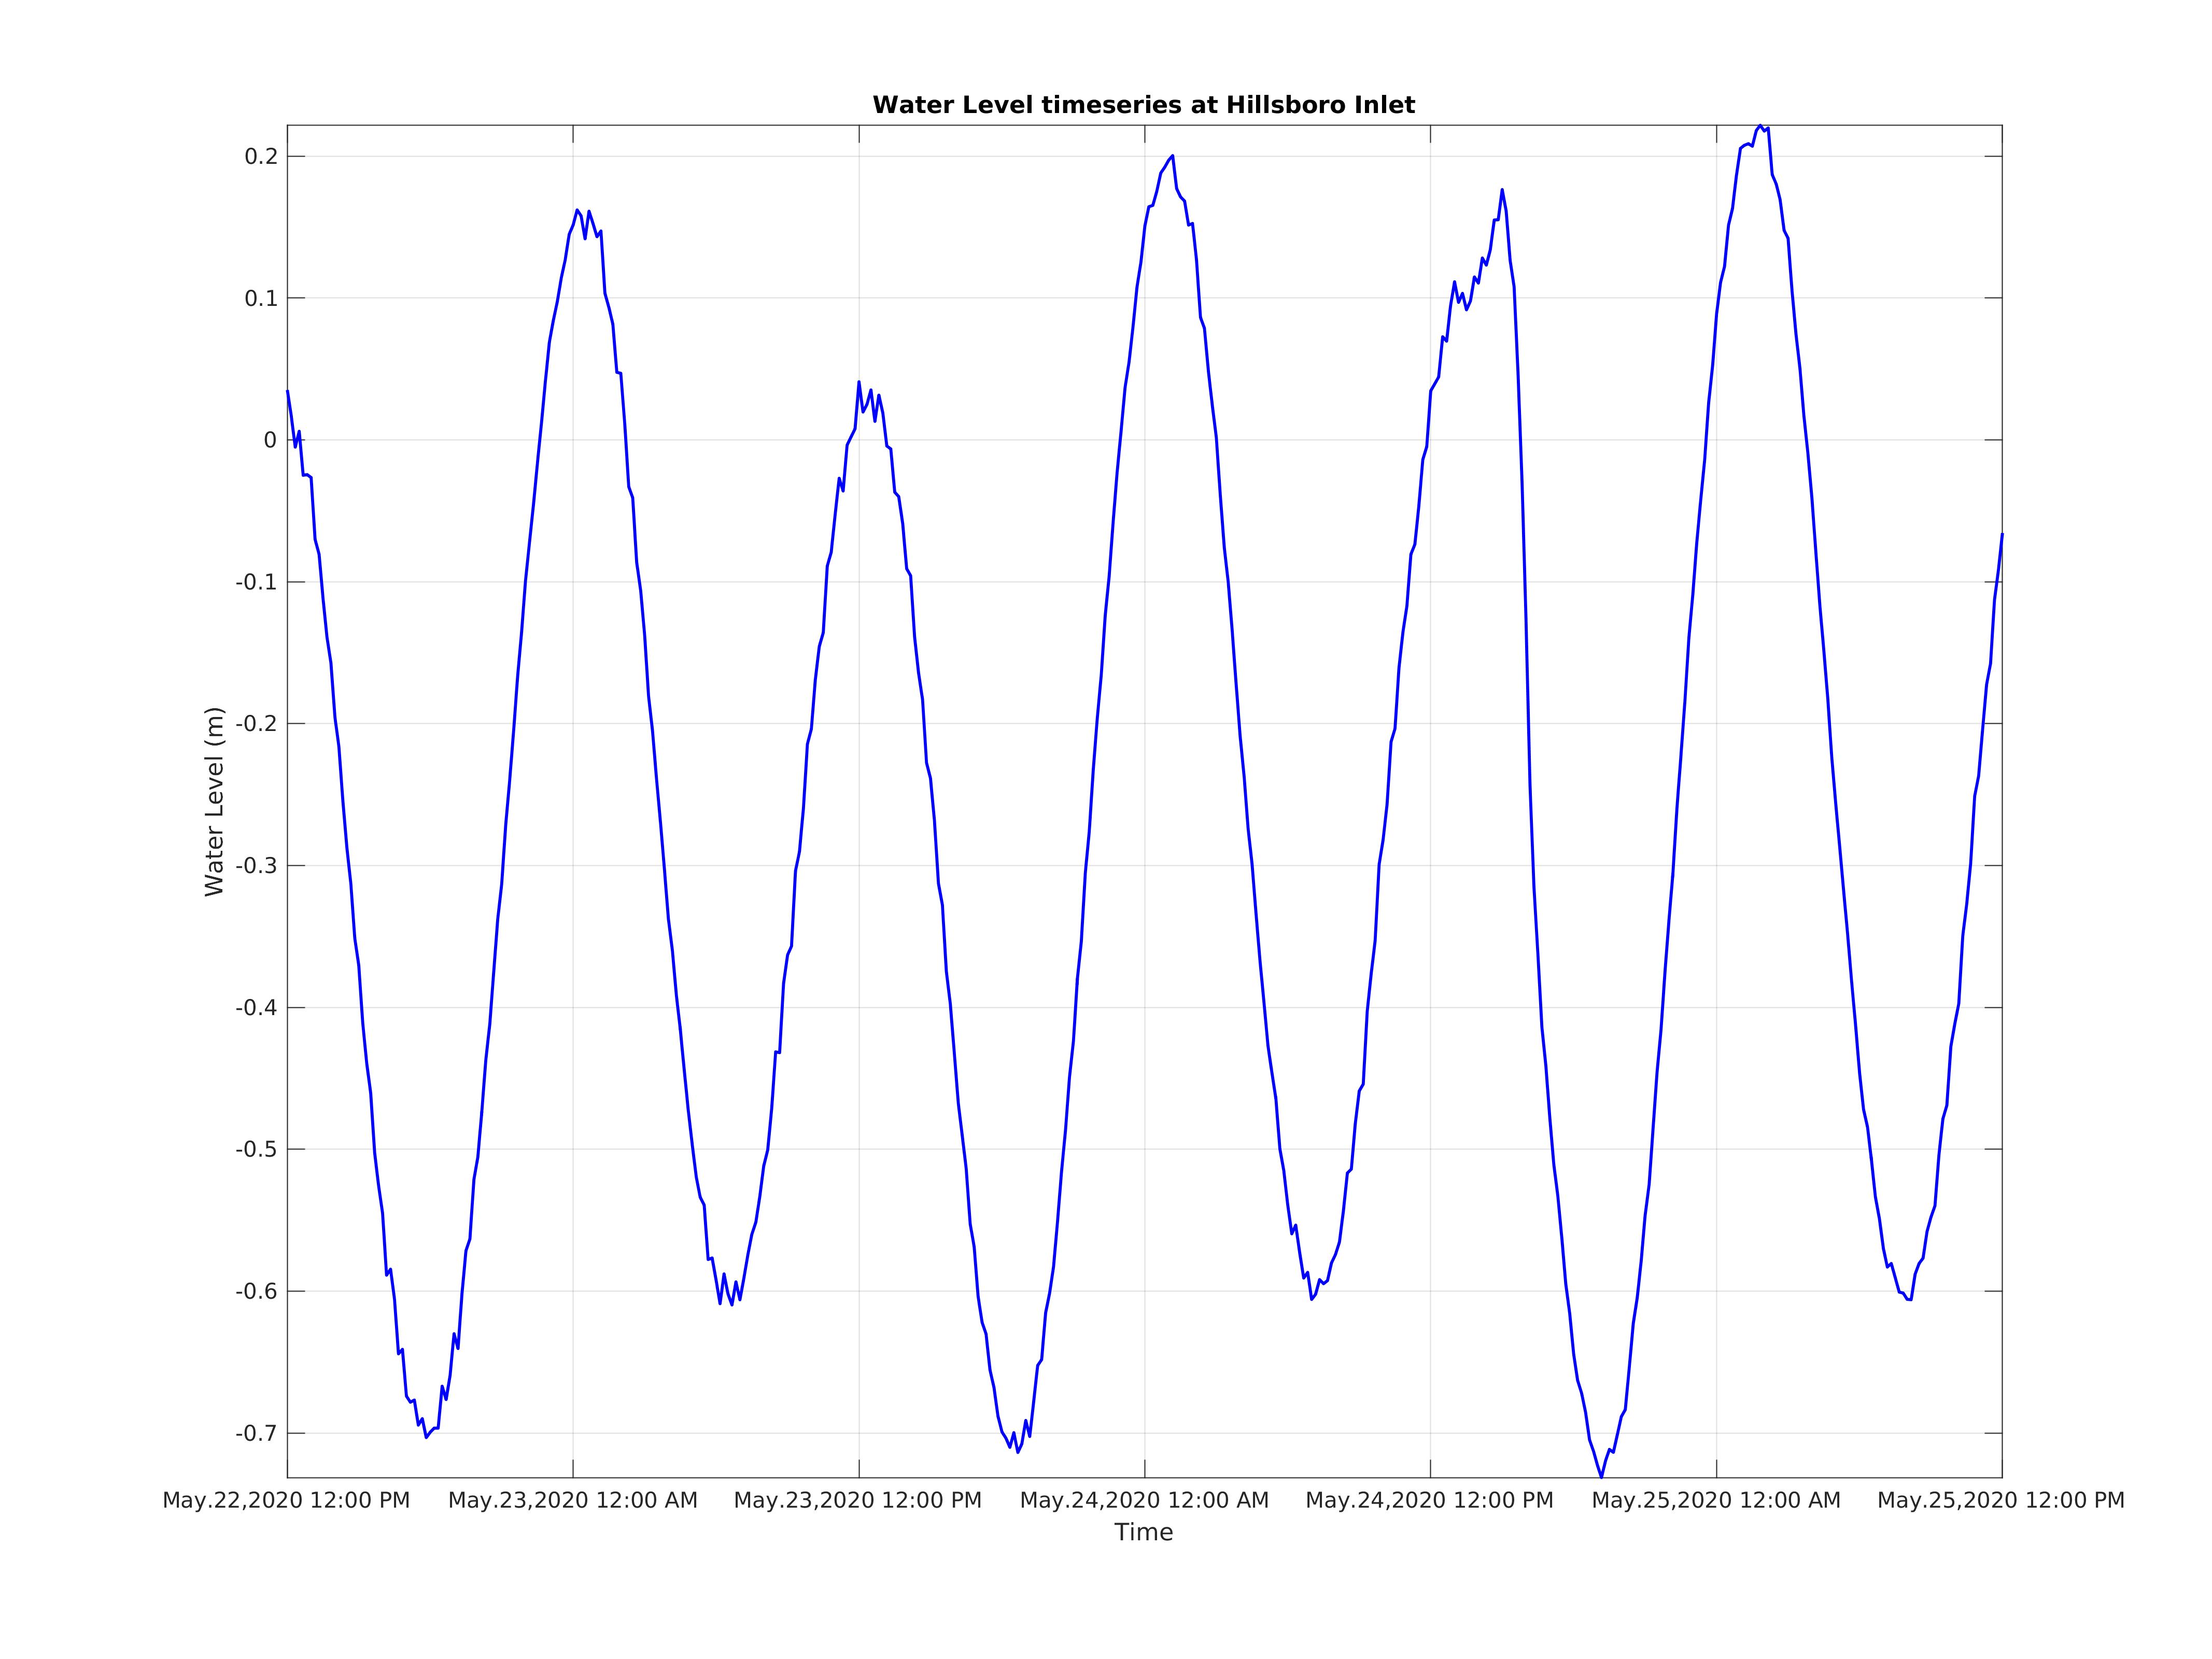 Water Level timeseries at Hillsboro Inlet
0.2
0.1
0
-0.1
-0.2
-0.3
-0.4
-0.5
-0.6
-0.7
Water Level (m)
May.22,2020 12:00 PM May.23,2020 12:00 AM May.23,2020 12:00 PM May.24,2020 12:00 AM May.24,2020 12:00 PM May.25,2020 12:00 AM May.25,2020 12:00 PM
Time